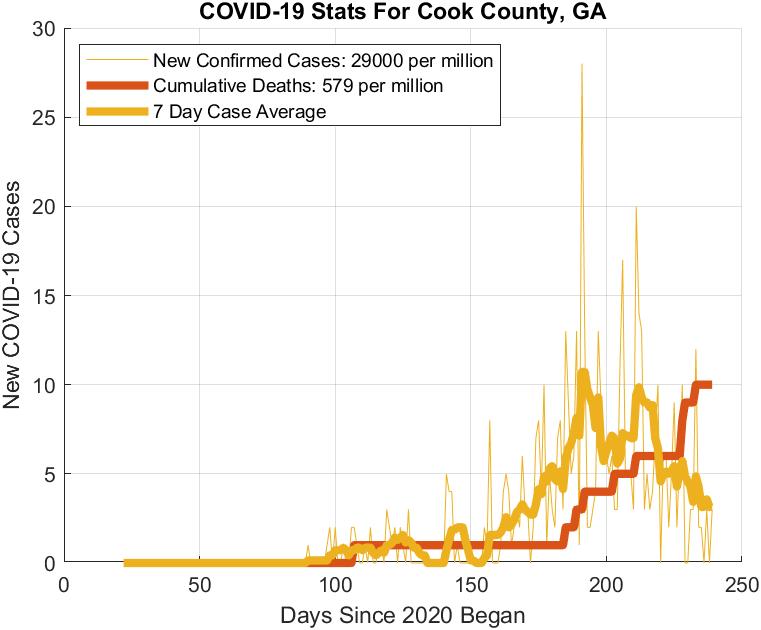 COVID-19 Stats For Cook County, GA
30
New Confirmed Cases: 29000 per million
Cumulative Deaths: 579 per million
7 Day Case Average
25
20
15
10
5
0
New COVID-19 Cases
0 50 100 150 200 250
Days Since 2020 Began